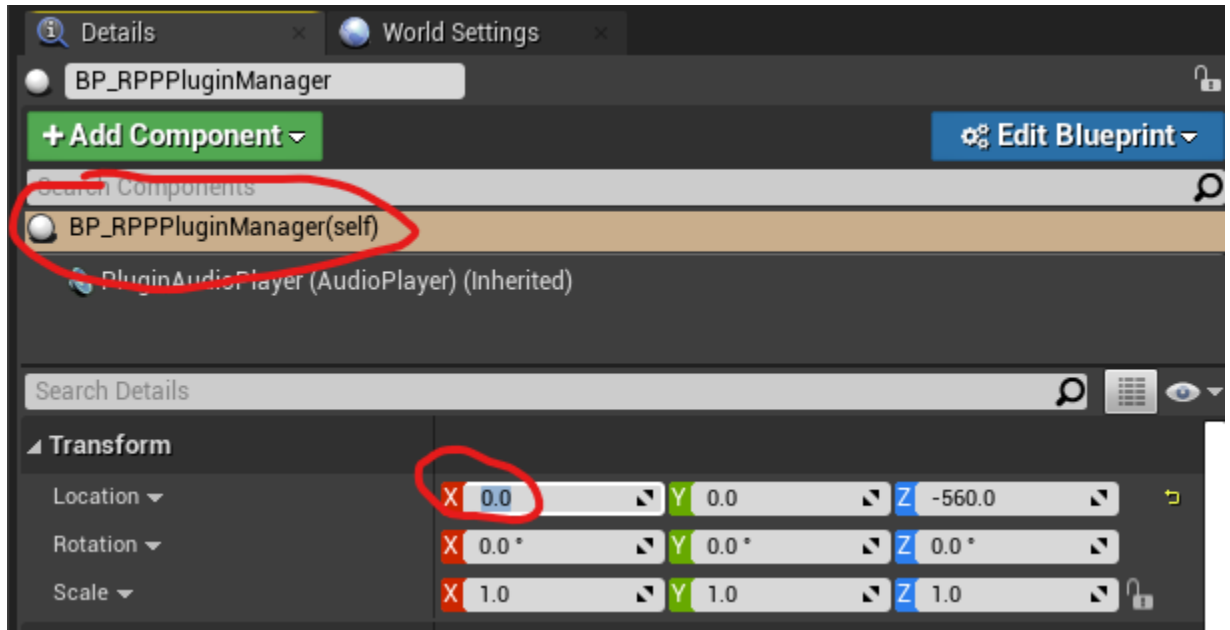 Details World Settings
BP_RPPPluginManager
+Add Component Edit Blueprint
Search Components
BP_RPPPluginManager(self)
PluginAudioPlayer (AudioPlayer) (Inherited)
Search Details
Transform
Location X 0.0 Y 0.0 Z -560.0
Rotation X 0.0 ° Y 0.0 ° Z 0.0 °
Scale X 1.0 Y 1.0 Z 1.0